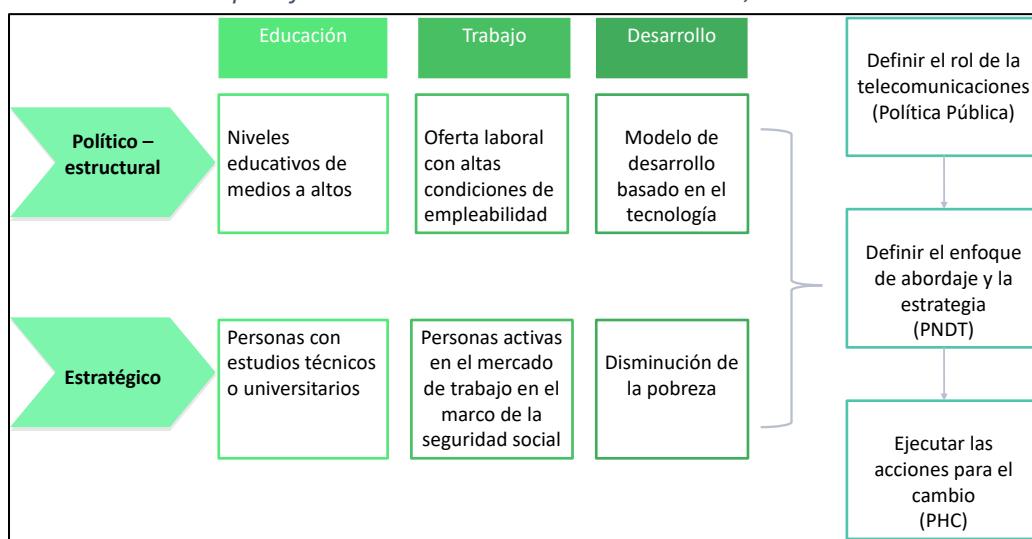 Educación
Trabajo
Desarrollo
Político –
estructural
Niveles
educativos de
medios a altos
Oferta laboral
con altas
condiciones de
empleabilidad
Modelo de
desarrollo
basado en el
tecnología
Estratégico
Personas con
estudios técnicos
o universitarios
Personas activas
en el mercado
de trabajo en el
marco de la
seguridad social
Disminución de
la pobreza
Definir el rol de la
telecomunicaciones
(Política Pública)
Definir el enfoque
de abordaje y la
estrategia
(PNDT)
Ejecutar las
acciones para el
cambio
(PHC)